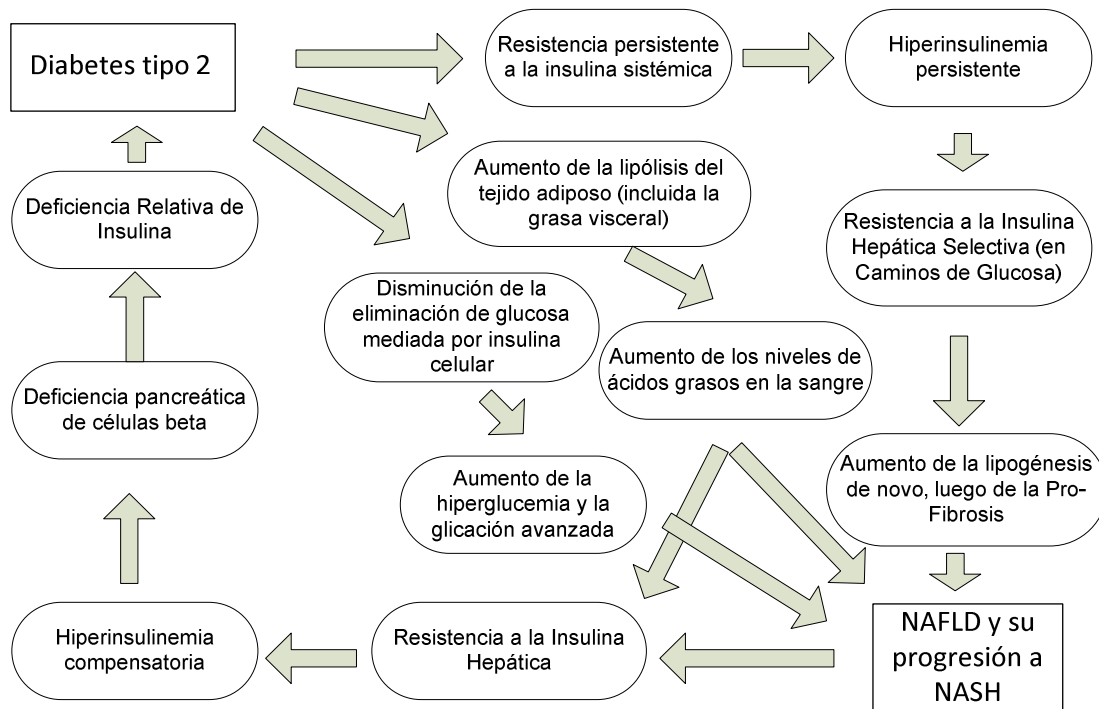 Diabetes tipo 2
Resistencia persistente
a la insulina sistémica
Hiperinsulinemia
persistente
Aumento de la lipólisis del
tejido adiposo (incluida la
grasa visceral)
Deficiencia Relativa de
Insulina
Resistencia a la Insulina
Hepática Selectiva (en
Caminos de Glucosa)
Disminución de la
eliminación de glucosa
mediada por insulina
celular
Aumento de los niveles de
ácidos grasos en la sangre
Deficiencia pancreática
de células beta
Aumento de la
hiperglucemia y la
glicación avanzada
Aumento de la lipogénesis
de novo, luego de la Pro-
Fibrosis
Hiperinsulinemia
compensatoria
Resistencia a la Insulina
Hepática
NAFLD y su
progresión a
NASH